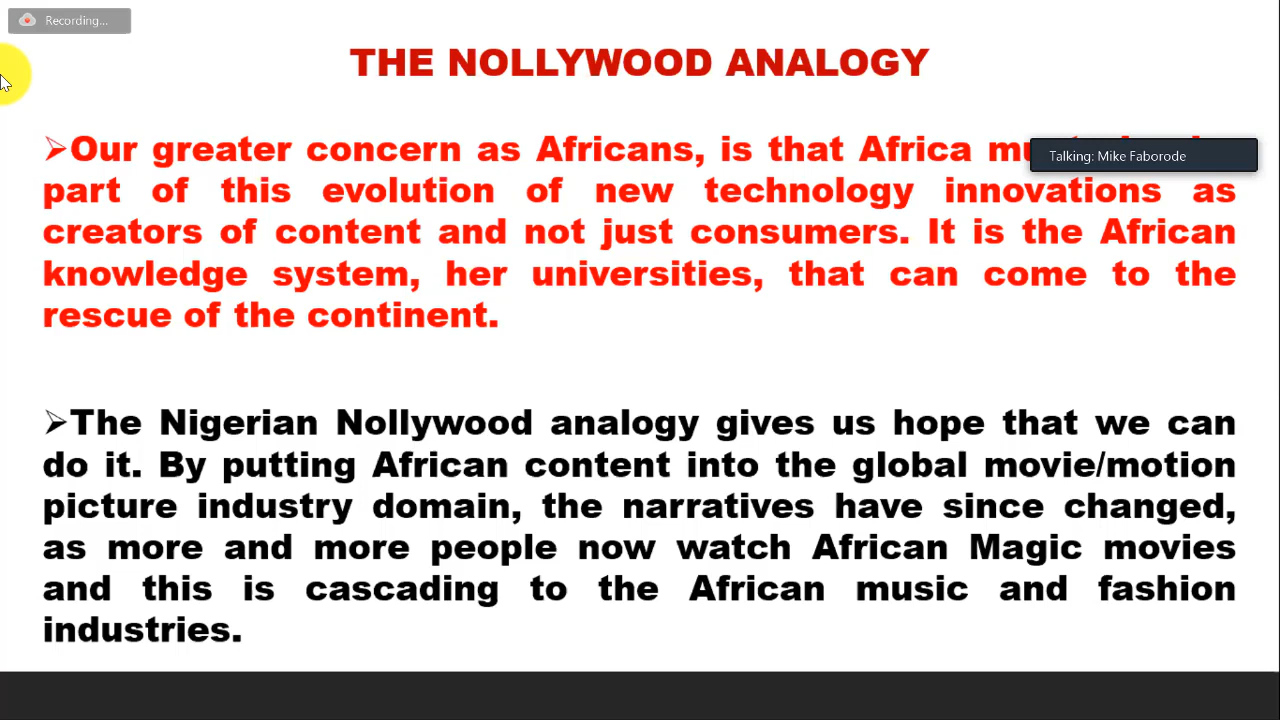 Recording...
THE NOLLYWOOD ANALOGY
➢Our greater concern as Africans, is that Africa
Talking: Mike Faborode
part of this evolution of new technology innovations as
creators of content and not just consumers. It is the African
knowledge system, her universities, that can come to the
rescue of the continent.
➢The Nigerian Nollywood analogy gives us hope that we can
do it. By putting African content into the global movie/motion
picture industry domain, the narratives have since changed,
as more and more people now watch African Magic movies
and this is cascading to the African music and fashion
industries.